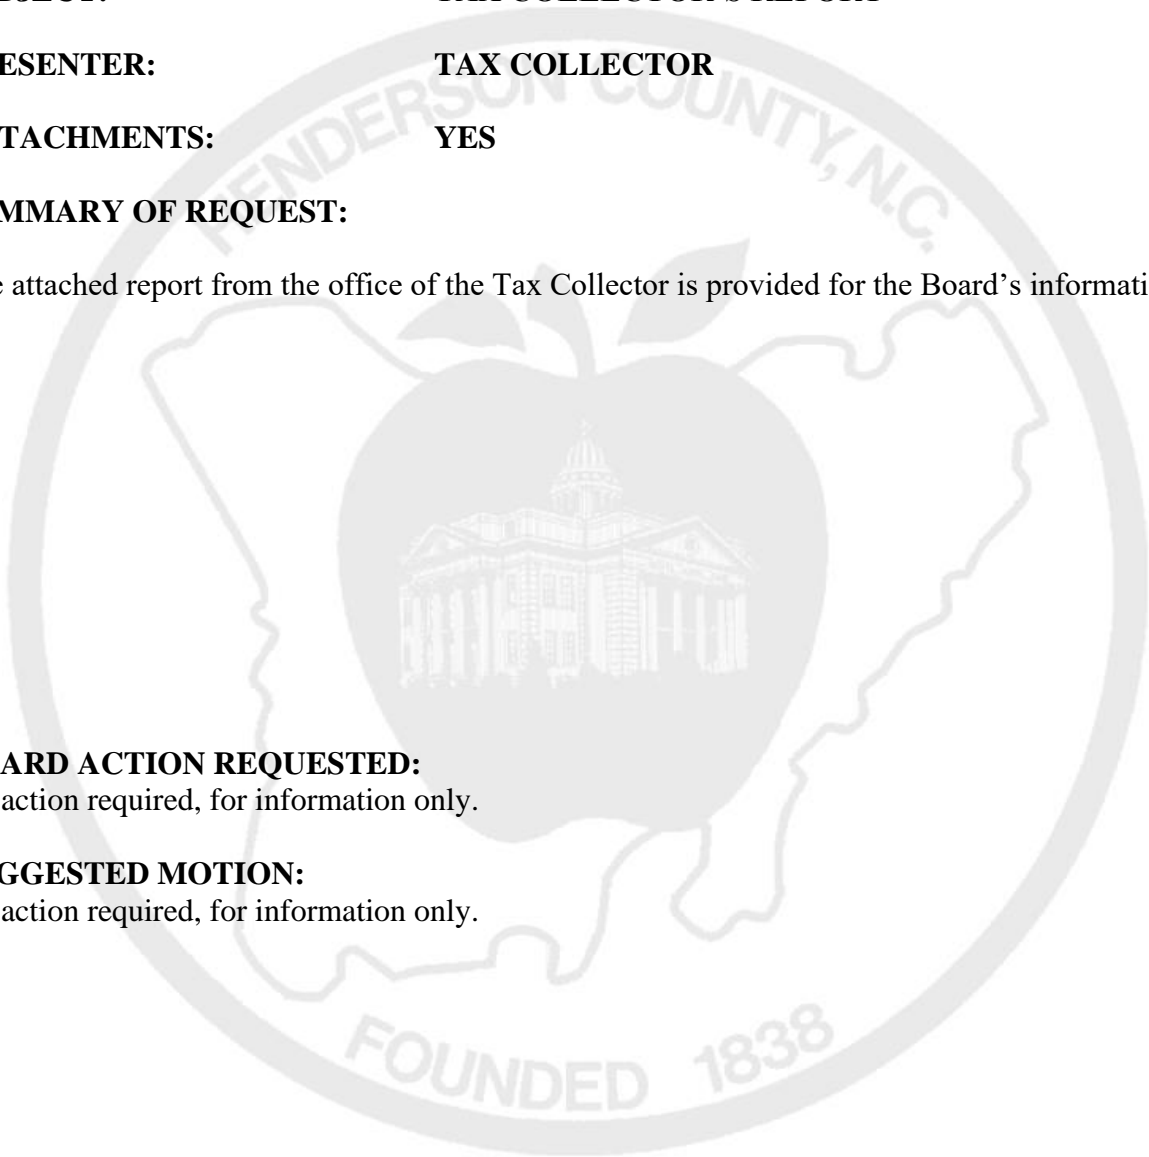 ESENTER: TAX COLLECTOR
TACHMENTS: YES
MMARY OF REQUEST:
e attached report from the office of the Tax Collector is provided for the Board’s informati
ARD ACTION REQUESTED:
action required, for information only.
GGESTED MOTION:
action required, for information only.
HENDERSON COUNTY, N.C.
FOUNDED 1838